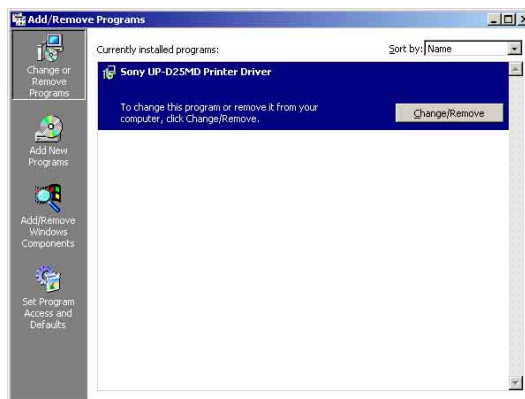 Add/Remove Programs
Change or
Remove
Programs
Add New
Programs
Add/Remove
Windows
Components
Set Program
Access and
Defaults
Currently installed programs:
Sort by: Name
Sony UP-D25MD Printer Driver
To change this program or remove it from your
computer, click Change/Remove.
Change/Remove